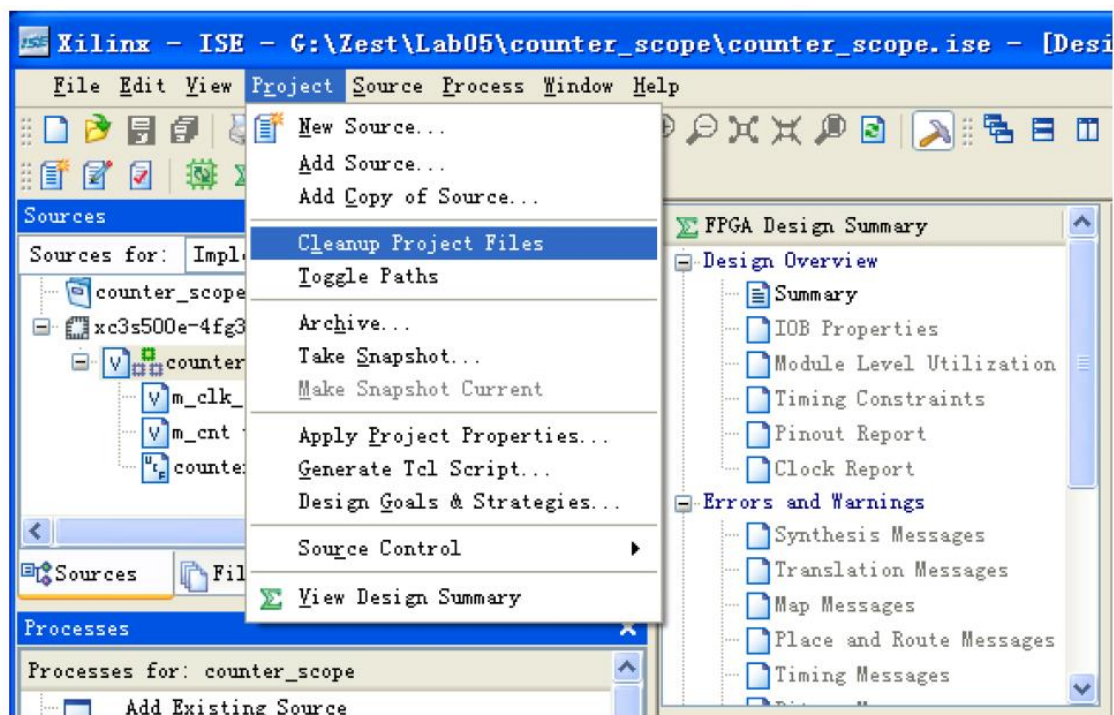 ISE Xilinx - ISE - G:\Zest\Lab05\counter_scope\counter_scope.ise - [Desi
File Edit View Project Source Process Window Help
New Source...
Add Source...
Add Copy of Source...
Cleanup Project Files
Toggle Paths
Archive...
Take Snapshot...
Make Snapshot Current
Apply Project Properties...
Generate Tcl Script...
Design Goals & Strategies...
Source Control
View Design Summary
Sources
Sources for: Impl
counter_scope
xc3s500e-4fg3
counter
m_clk_
m_cnt
counte
Sources
Fil
Processes
Processes for: counter_scope
Add Existing Source
FPGA Design Summary
Design Overview
Summary
IOB Properties
Module Level Utilization
Timing Constraints
Pinout Report
Clock Report
Errors and Warnings
Synthesis Messages
Translation Messages
Map Messages
Place and Route Messages
Timing Messages